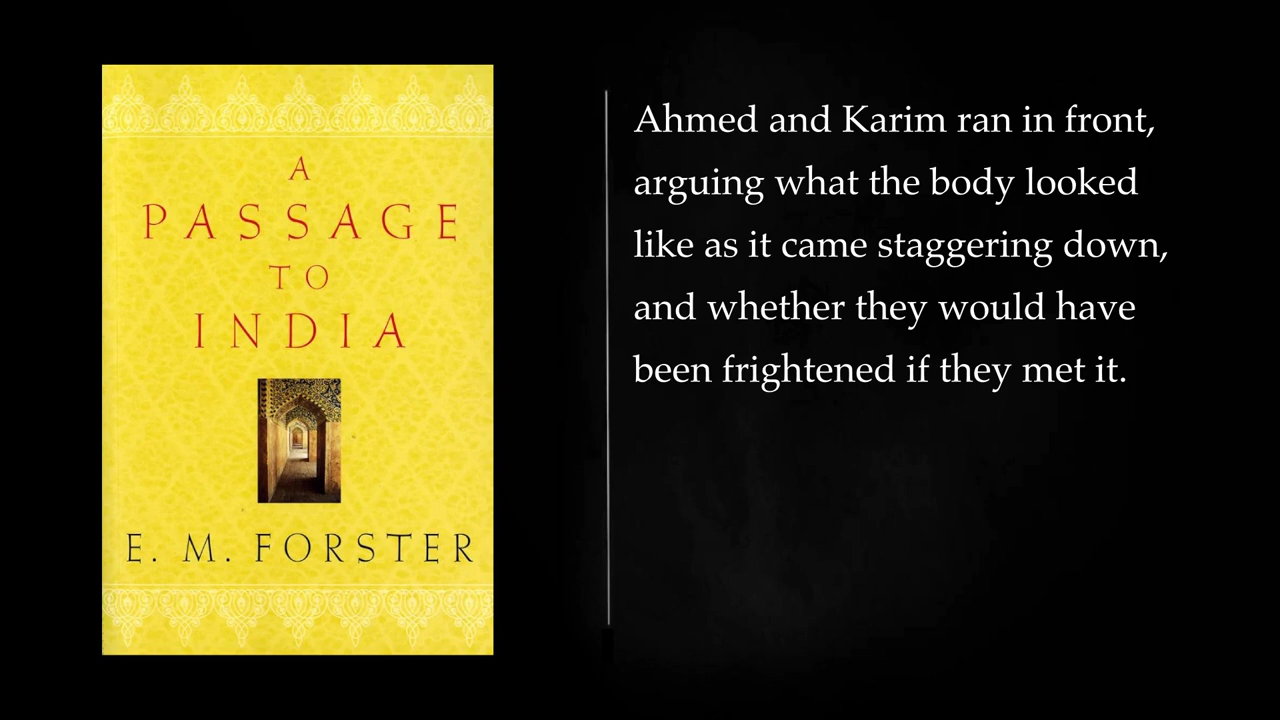 A
PASSAGE
TO
INDIA
E. M. FORSTER
Ahmed and Karim ran in front,
arguing what the body looked
like as it came staggering down,
and whether they would have
been frightened if they met it.